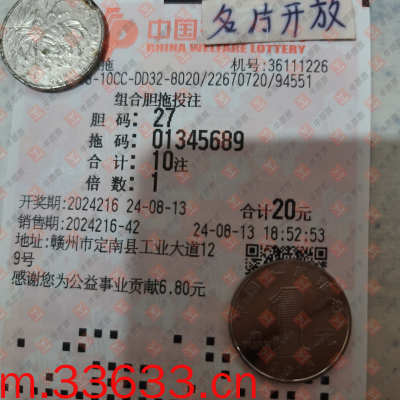 中国
名片开放
CHINA WELFARE LOTTERY
拖
机号:36111226
-10CC-DD32-8020/22670720/94551
组合胆拖投注
胆 码: 27
拖 码: 01345689
合 计: 10注
倍 数: 1
开奖期:2024216 24-08-13
合计20元
销售期:2024216-42
24-08-13 18:52:53
地址:赣州市定南县工业大道12
9号
感谢您为公益事业贡献6.80元
m.33633.cn